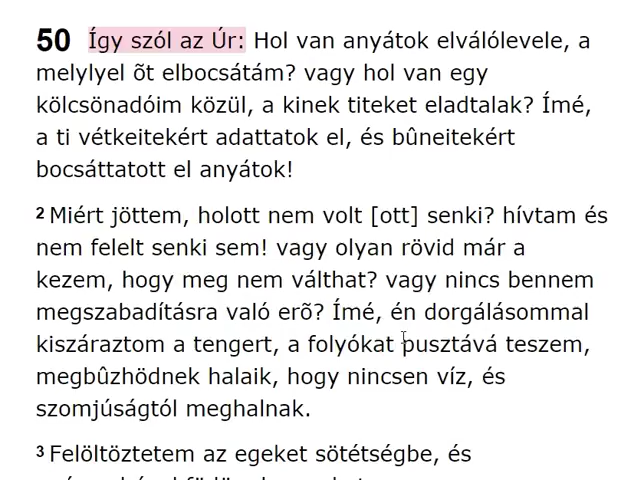 50 Így szól az Úr: Hol van anyátok elválólevele, a
melylyel õt elbocsátám? vagy hol van egy
kölcsönadóim közül, a kinek titeket eladtalak? Ímé,
a ti vétkeitekért adattatok el, és bûneitekért
bocsáttatott el anyátok!
2 Miért jöttem, holott nem volt [ott] senki? hívtam és
nem felelt senki sem! vagy olyan rövid már a
kezem, hogy meg nem válthat? vagy nincs bennem
megszabadításra való erõ? Ímé, én dorgálásommal
kiszáraztom a tengert, a folyókat pusztává teszem,
megbûzhödnek halaik, hogy nincsen víz, és
szomjúságtól meghalnak.
3 Felöltöztetem az egeket sötétségbe, és